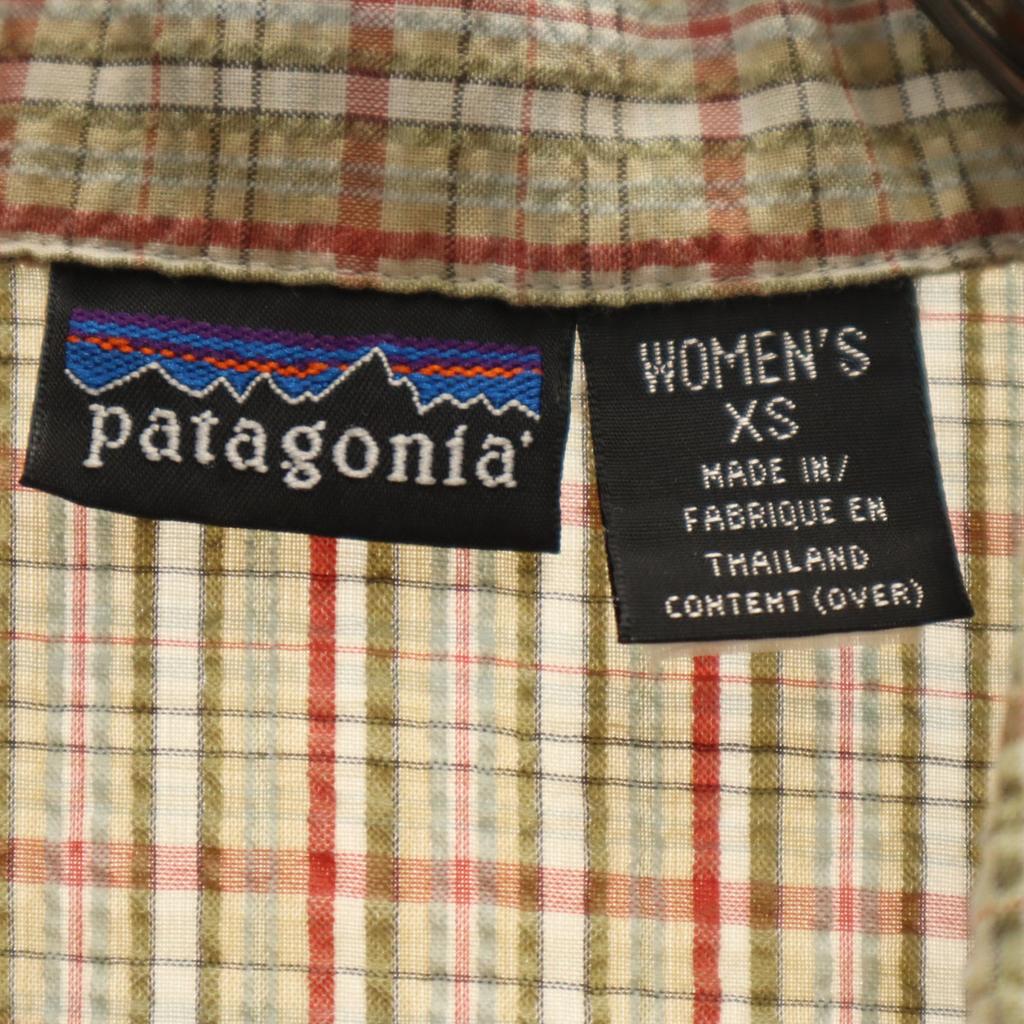 patagonia®
WOMEN'S
XS
MADE IN/
FABRIQUE EN
THAILAND
CONTENT (OVER)